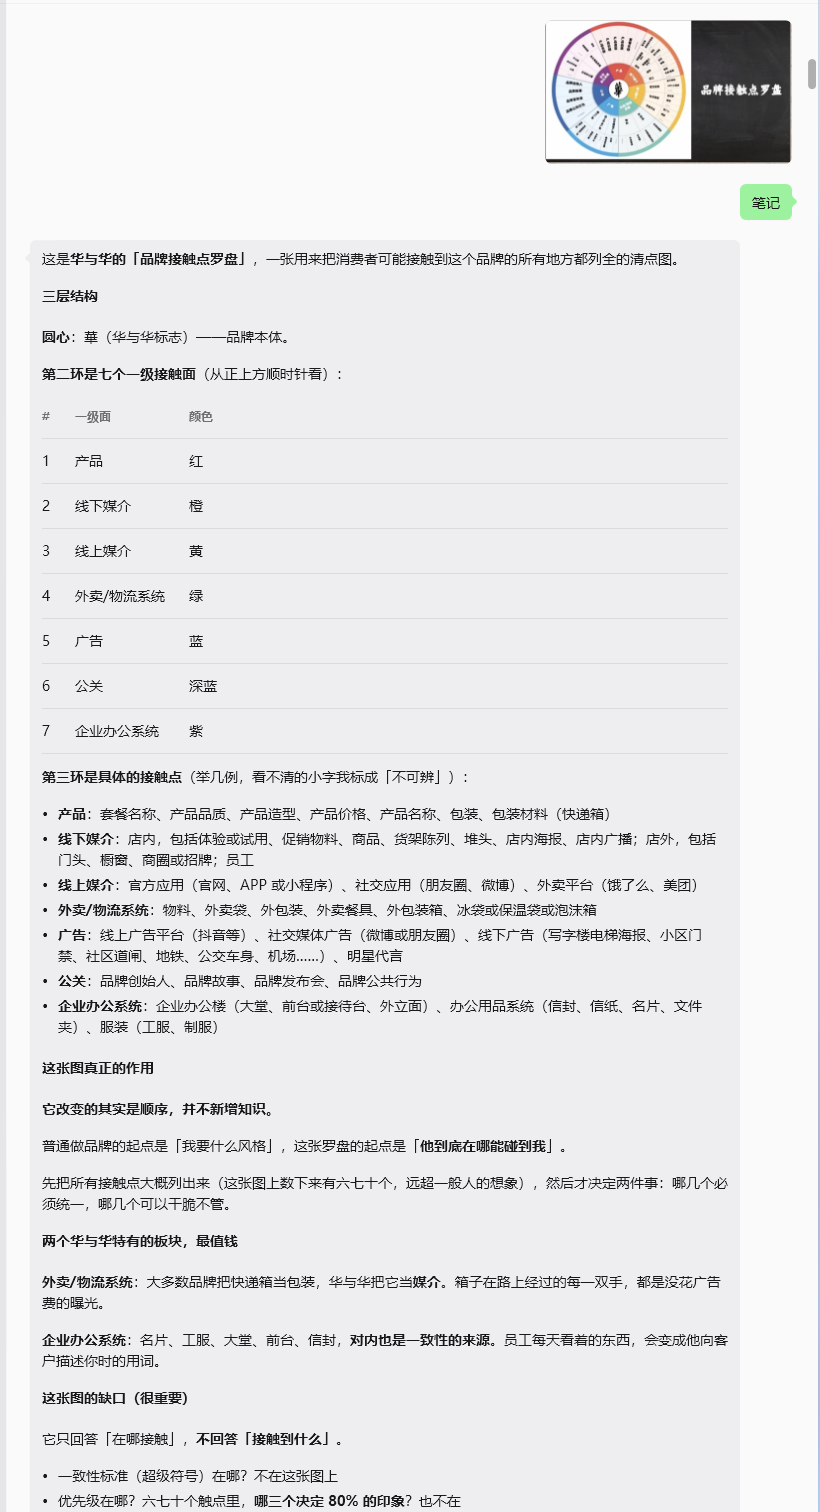 品牌接触点罗盘
笔记
这是华与华的「品牌接触点罗盘」，一张用来把消费者可能接触到这个品牌的所有地方都列全的清点图。
三层结构
圆心：華（华与华标志）——品牌本体。
第二环是七个一级接触面（从正上方顺时针看）：
# 一级面 颜色
1 产品 红
2 线下媒介 橙
3 线上媒介 黄
4 外卖/物流系统 绿
5 广告 蓝
6 公关 深蓝
7 企业办公系统 紫
第三环是具体的接触点（举几例，看不清的小字我标成「不可辨」）：
• 产品：套餐名称、产品品质、产品造型、产品价格、产品名称、包装、包装材料（快递箱）
• 线下媒介：店内，包括体验或试用、促销物料、商品、货架陈列、堆头、店内海报、店内广播；店外，包括
门头、橱窗、商圈或招牌；员工
• 线上媒介：官方应用（官网、APP 或小程序）、社交应用（朋友圈、微博）、外卖平台（饿了么、美团）
• 外卖/物流系统：物料、外卖袋、外包装、外卖餐具、外包装箱、冰袋或保温袋或泡沫箱
• 广告：线上广告平台（抖音等）、社交媒体广告（微博或朋友圈）、线下广告（写字楼电梯海报、小区门
禁、社区道闸、地铁、公交车身、机场……）、明星代言
• 公关：品牌创始人、品牌故事、品牌发布会、品牌公共行为
• 企业办公系统：企业办公楼（大堂、前台或接待台、外立面）、办公用品系统（信封、信纸、名片、文件
夹）、服装（工服、制服）
这张图真正的作用
它改变的其实是顺序，并不新增知识。
普通做品牌的起点是「我要什么风格」，这张罗盘的起点是「他到底在哪能碰到我」。
先把所有接触点大概列出来（这张图上数下来有六七十个，远超一般人的想象），然后才决定两件事：哪几个必
须统一，哪几个可以干脆不管。
两个华与华特有的板块，最值钱
外卖/物流系统：大多数品牌把快递箱当包装，华与华把它当媒介。箱子在路上经过的每一双手，都是没花广告
费的曝光。
企业办公系统：名片、工服、大堂、前台、信封，对内也是一致性的来源。员工每天看着的东西，会变成他向客
户描述你时的用词。
这张图的缺口（很重要）
它只回答「在哪接触」，不回答「接触到什么」。
• 一致性标准（超级符号）在哪？不在这张图上
• 优先级在哪？六七十个触点里，哪三个决定 80% 的印象？也不在